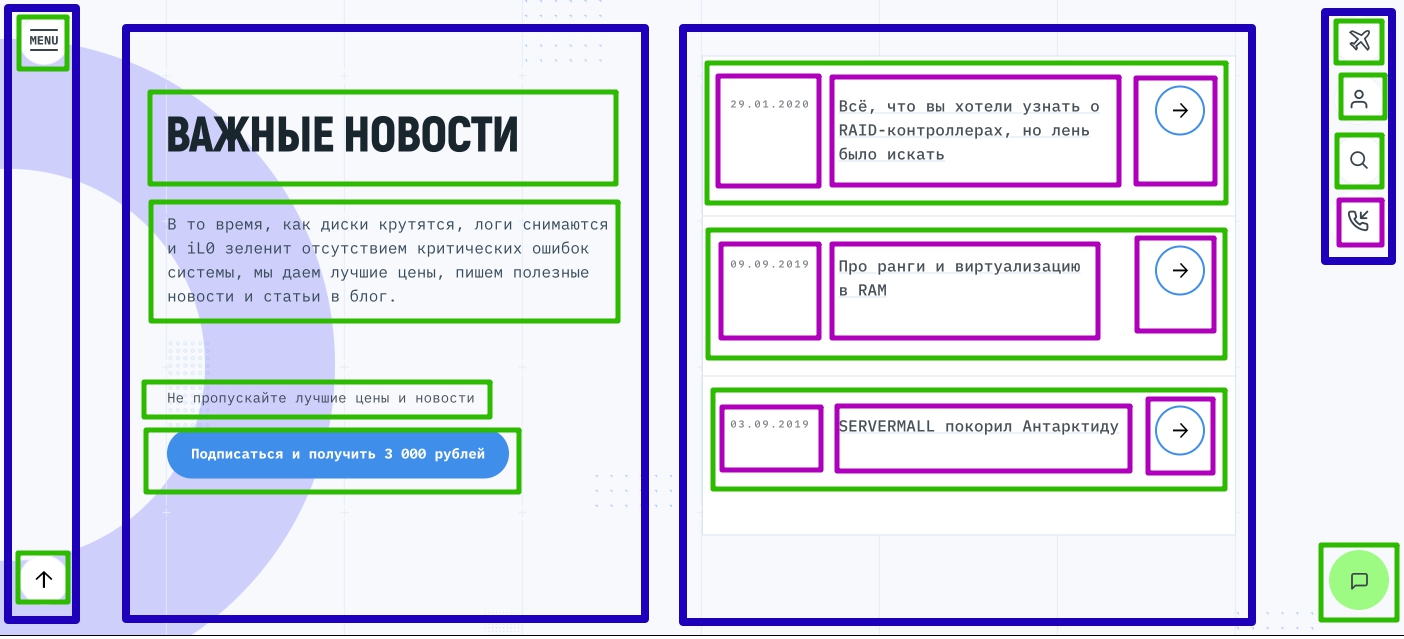 MENU
ВАЖНЫЕ НОВОСТИ
В то время, как диски крутятся, логи снимаются
и iLO зеленит отсутствием критических ошибок
системы, мы даем лучшие цены, пишем полезные
новости и статьи в блог.
Не пропускайте лучшие цены и новости
Подписаться и получить 3 000 рублей
29.01.2020
Всё, что вы хотели узнать о
RAID-контроллерах, но лень
было искать
09.09.2019
Про ранги и виртуализацию
в RAM
03.09.2019
SERVERMALL покорил Антарктиду